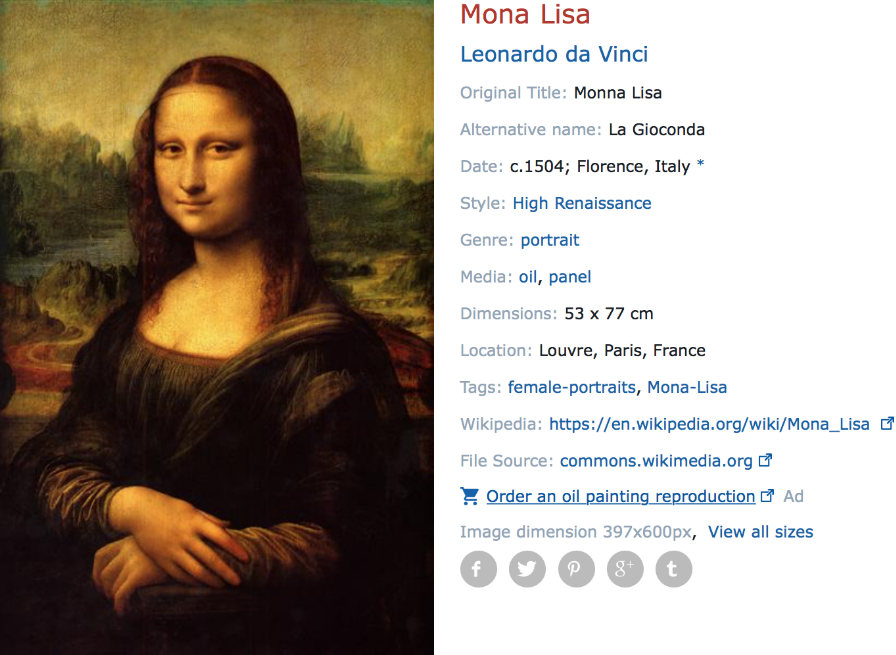 Mona Lisa
Leonardo da Vinci
Original Title: Monna Lisa
Alternative name: La Gioconda
Date: c.1504; Florence, Italy *
Style: High Renaissance
Genre: portrait
Media: oil, panel
Dimensions: 53 x 77 cm
Location: Louvre, Paris, France
Tags: female-portraits, Mona-Lisa
Wikipedia: https://en.wikipedia.org/wiki/Mona_Lisa
File Source: commons.wikimedia.org
Order an oil painting reproduction Ad
Image dimension 397x600px, View all sizes